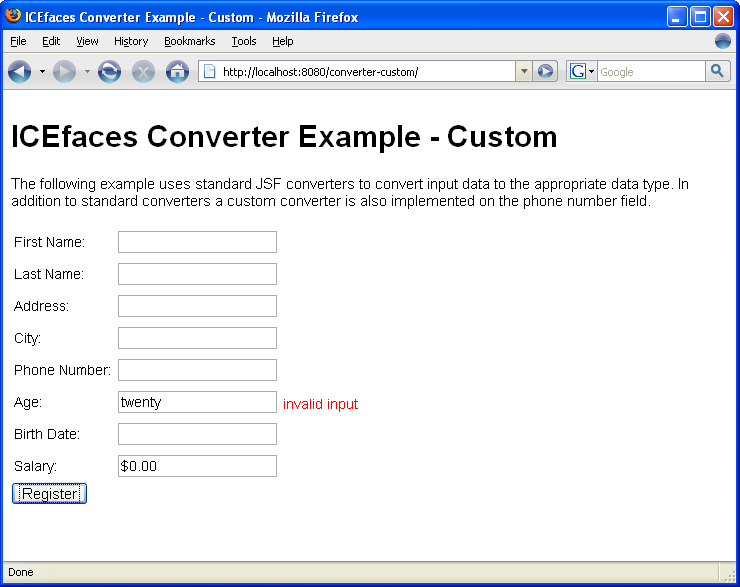 ICEfaces Converter Example - Custom - Mozilla Firefox
File Edit View History Bookmarks Tools Help
http://localhost:8080/converter-custom/ G Google
ICEfaces Converter Example - Custom
The following example uses standard JSF converters to convert input data to the appropriate data type. In
addition to standard converters a custom converter is also implemented on the phone number field.
First Name:
Last Name:
Address:
City:
Phone Number:
Age: twenty invalid input
Birth Date:
Salary: $0.00
Register
Done